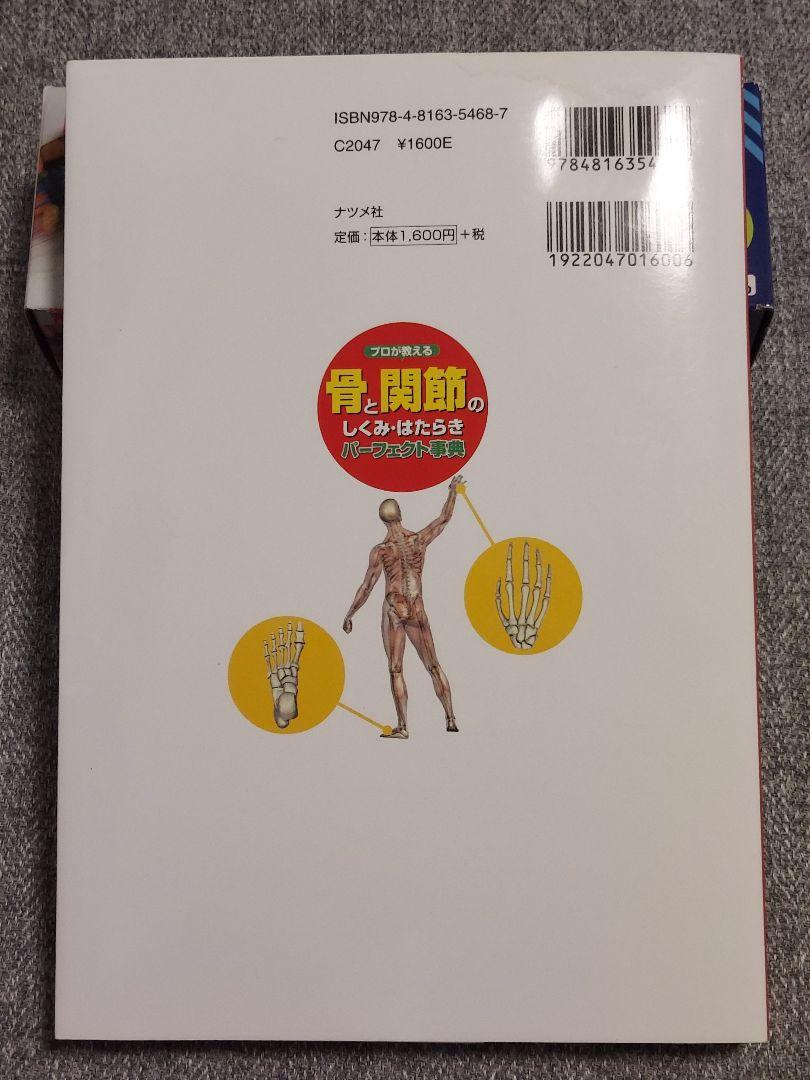 ISBN978-4-8163-5468-7
C2047 ¥1600E
9784816354
ナツメ社
定価：本体1,600円+税
1922047016006
プロが教える
骨と関節の
しくみ・はたらき
パーフェクト事典